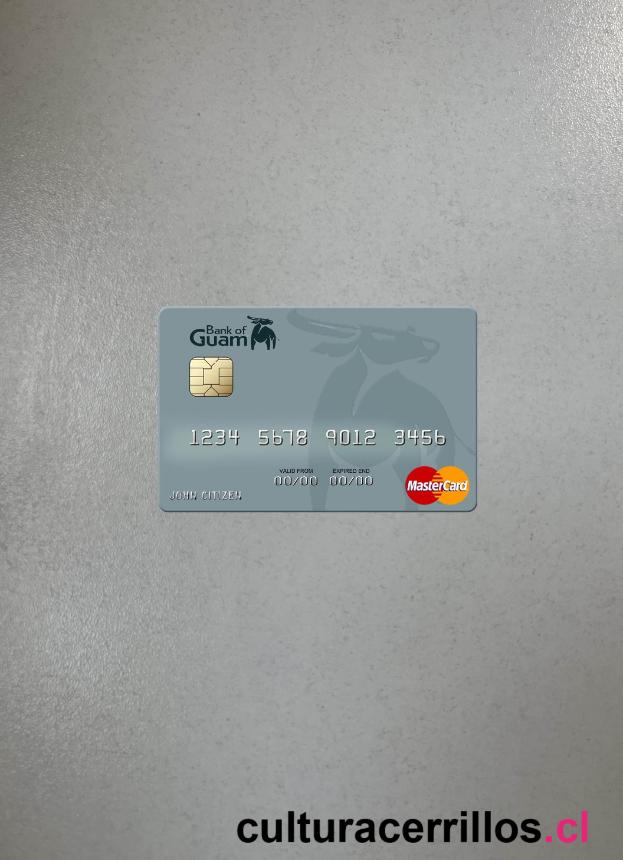 Bank of
Guam
1234 5678 9012 3456
VALID FROM EXPIRED END
00/00 00/00
JOHN CITIZEN
MasterCard
culturacerrillos.cl